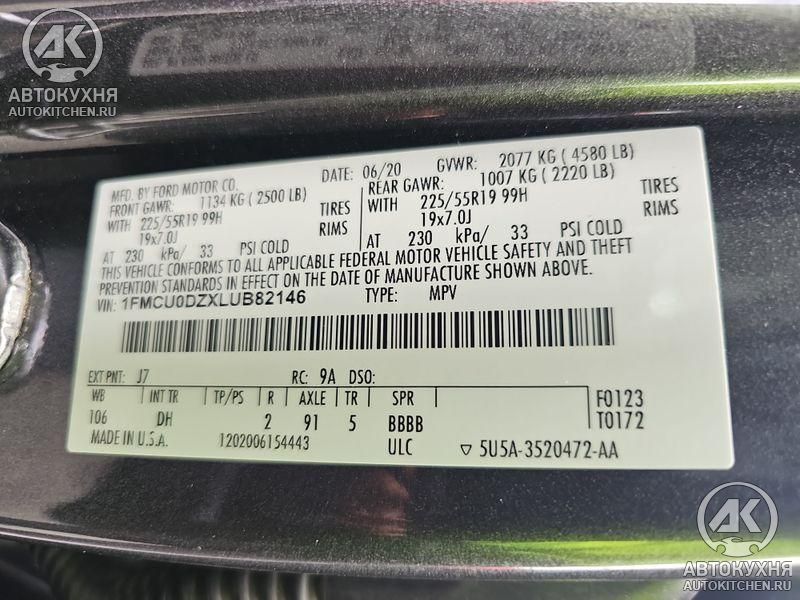 АК
АВТОКУХНЯ
AUTOKITCHEN.RU
MFD. BY FORD MOTOR CO.
DATE: 06/20 GVWR: 2077 KG ( 4580 LB)
FRONT GAWR: 1134 KG ( 2500 LB)
REAR GAWR: 1007 KG ( 2220 LB)
WITH 225/55R19 99H TIRES
WITH 225/55R19 99H TIRES
19x7.0J RIMS
19x7.0J RIMS
AT 230 kPa/ 33 PSI COLD
AT 230 kPa/ 33 PSI COLD
THIS VEHICLE CONFORMS TO ALL APPLICABLE FEDERAL MOTOR VEHICLE SAFETY AND THEFT
PREVENTION STANDARDS IN EFFECT ON THE DATE OF MANUFACTURE SHOWN ABOVE.
VIN: 1FMCU0DZXLUB82146 TYPE: MPV
EXT PNT: J7 RC: 9A DSO:
WB INT TR TP/PS R AXLE TR SPR F0123
106 DH 2 91 5 BBBB T0172
MADE IN U.S.A. 1202006154443 ULC ▽ 5U5A-3520472-AA
АК
АВТОКУХНЯ
AUTOKITCHEN.RU